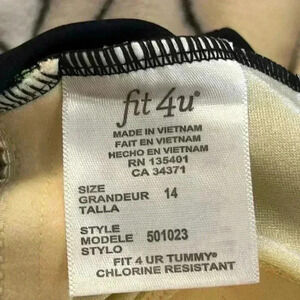 fit 4u®
MADE IN VIETNAM
FAIT EN VIETNAM
HECHO EN VIETNAM
RN 135401
CA 34371
SIZE
GRANDEUR 14
TALLA
STYLE
MODELE 501023
STYLO
FIT 4 UR TUMMY®
CHLORINE RESISTANT